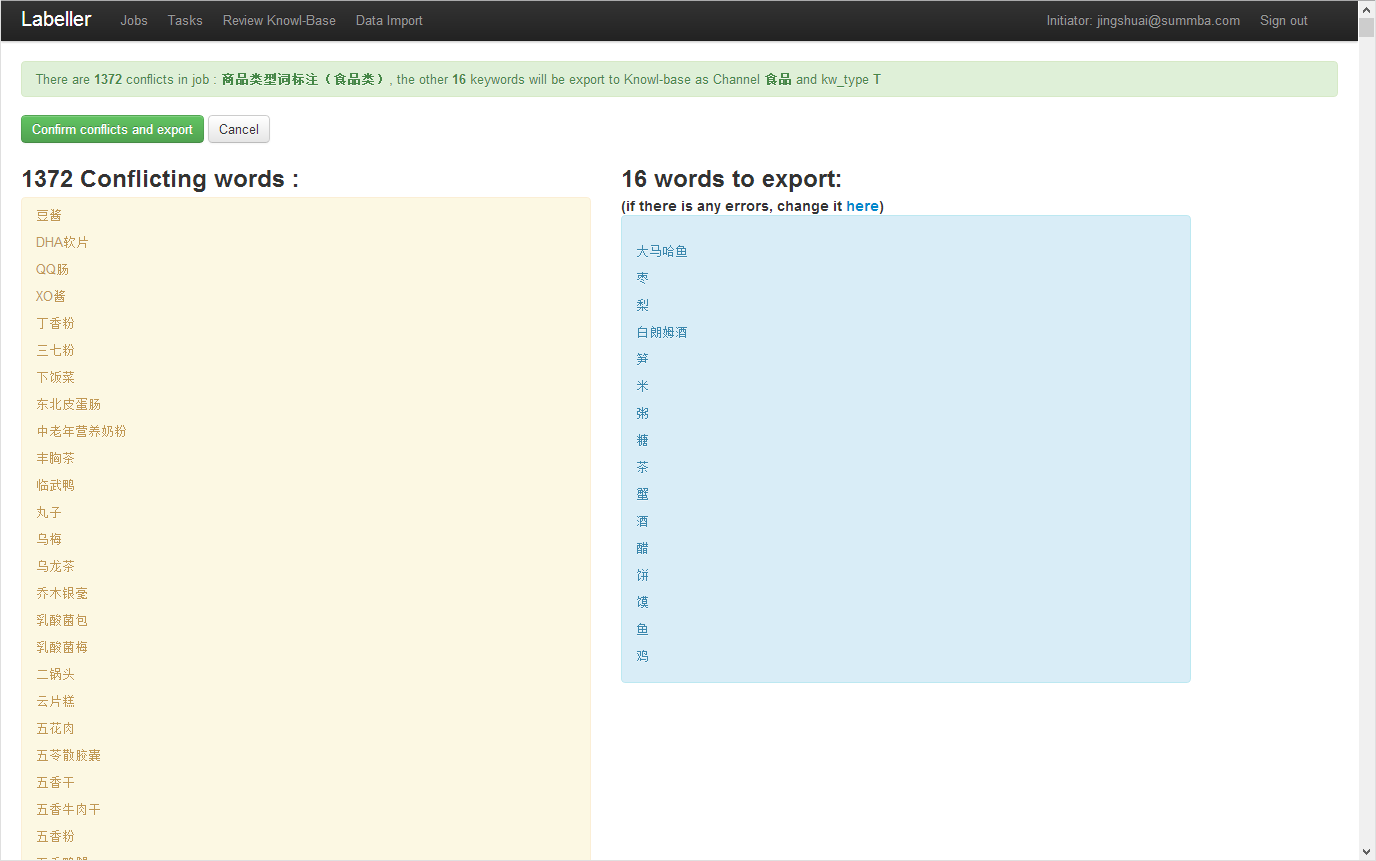 Labeller Jobs Tasks Review Knowl-Base Data Import Initiator: jingshuai@summba.com Sign out
There are 1372 conflicts in job : 商品类型词标注（食品类）, the other 16 keywords will be export to Knowl-base as Channel 食品 and kw_type T
Confirm conflicts and export Cancel
1372 Conflicting words :
豆酱
DHA软片
QQ肠
XO酱
丁香粉
三七粉
下饭菜
东北皮蛋肠
中老年营养奶粉
丰胸茶
临武鸭
丸子
乌梅
乌龙茶
乔木银毫
乳酸菌包
乳酸菌梅
二锅头
云片糕
五花肉
五苓散胶囊
五香干
五香牛肉干
五香粉
16 words to export:
(if there is any errors, change it here)
大马哈鱼
枣
梨
白朗姆酒
笋
米
粥
糖
茶
蟹
酒
醋
饼
馍
鱼
鸡